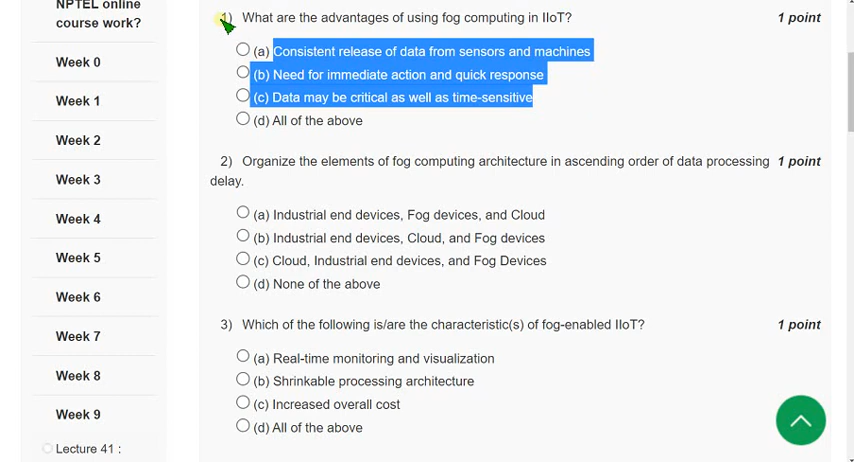 NPTEL online
course work?
Week 0
Week 1
Week 2
Week 3
Week 4
Week 5
Week 6
Week 7
Week 8
Week 9
Lecture 41 :
1) What are the advantages of using fog computing in IIoT? 1 point
(a) Consistent release of data from sensors and machines
(b) Need for immediate action and quick response
(c) Data may be critical as well as time-sensitive
(d) All of the above
2) Organize the elements of fog computing architecture in ascending order of data processing 1 point
delay.
(a) Industrial end devices, Fog devices, and Cloud
(b) Industrial end devices, Cloud, and Fog devices
(c) Cloud, Industrial end devices, and Fog Devices
(d) None of the above
3) Which of the following is/are the characteristic(s) of fog-enabled IIoT? 1 point
(a) Real-time monitoring and visualization
(b) Shrinkable processing architecture
(c) Increased overall cost
(d) All of the above